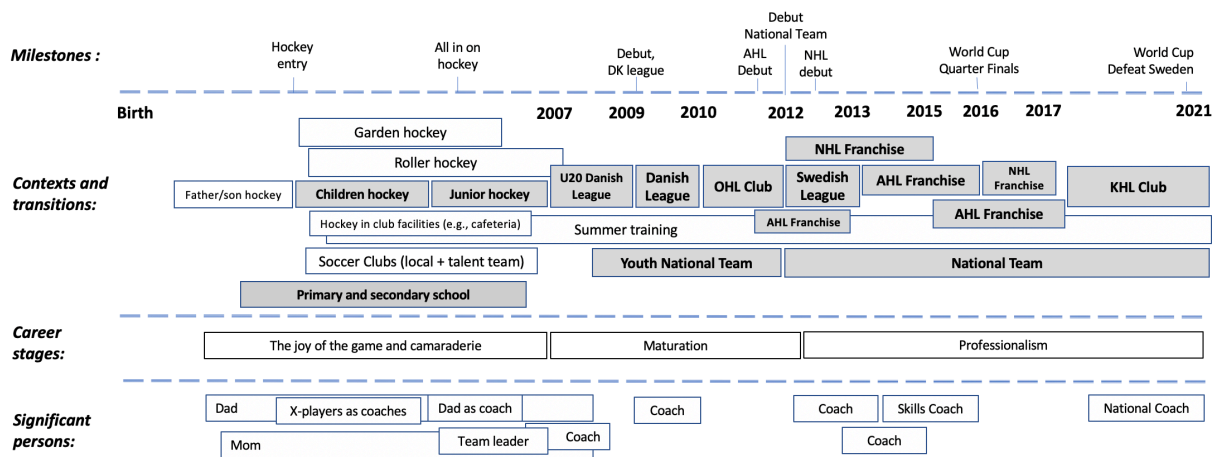 Milestones :
Hockey
entry
All in on
hockey
Debut,
DK league
AHL
Debut
Debut
National Team
NHL
debut
World Cup
Quarter Finals
World Cup
Defeat Sweden
Birth
2007
2009
2010
2012
2013
2015
2016
2017
2021
Contexts and
transitions:
Garden hockey
Roller hockey
Father/son hockey
Children hockey
Junior hockey
U20 Danish
League
Danish
League
OHL Club
Swedish
League
NHL Franchise
AHL Franchise
NHL
Franchise
KHL Club
Hockey in club facilities (e.g., cafeteria)
Summer training
AHL Franchise
AHL Franchise
Soccer Clubs (local + talent team)
Youth National Team
National Team
Primary and secondary school
Career
stages:
The joy of the game and camaraderie
Maturation
Professionalism
Significant
persons:
Dad
X-players as coaches
Dad as coach
Coach
Coach
Skills Coach
National Coach
Mom
Team leader
Coach
Coach